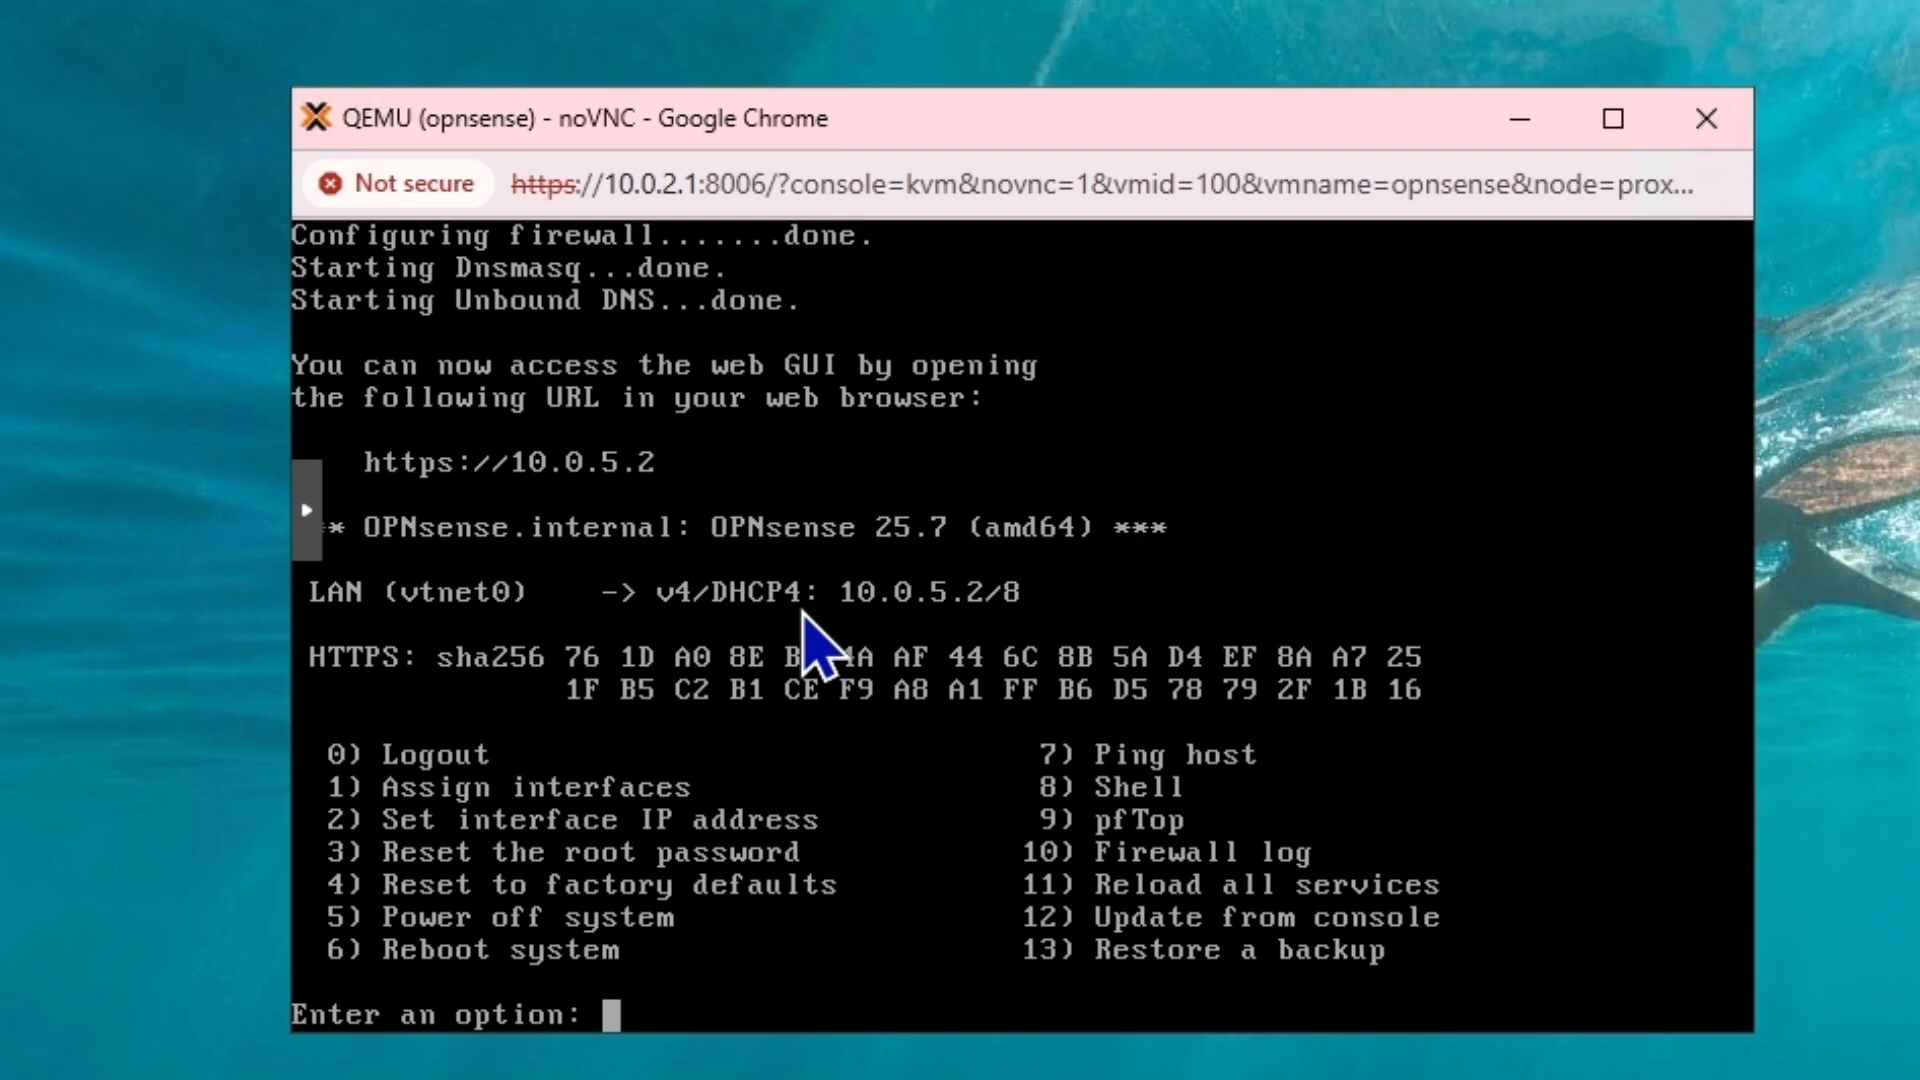 QEMU (opnsense) - noVNC - Google Chrome
Not secure https://10.0.2.1:8006/?console=kvm&novnc=1&vmid=100&vmname=opnsense&node=prox...
Configuring firewall.......done.
Starting Dnsmasq...done.
Starting Unbound DNS...done.
You can now access the web GUI by opening
the following URL in your web browser:
https://10.0.5.2
* OPNsense.internal: OPNsense 25.7 (amd64) ***
LAN (vtnet0) -> v4/DHCP4: 10.0.5.2/8
HTTPS: sha256 76 1D A0 8E AF 44 6C 8B 5A D4 EF 8A A7 25
1F B5 C2 B1 CE F9 A8 A1 FF B6 D5 78 79 2F 1B 16
0) Logout 7) Ping host
1) Assign interfaces 8) Shell
2) Set interface IP address 9) pfTop
3) Reset the root password 10) Firewall log
4) Reset to factory defaults 11) Reload all services
5) Power off system 12) Update from console
6) Reboot system 13) Restore a backup
Enter an option: